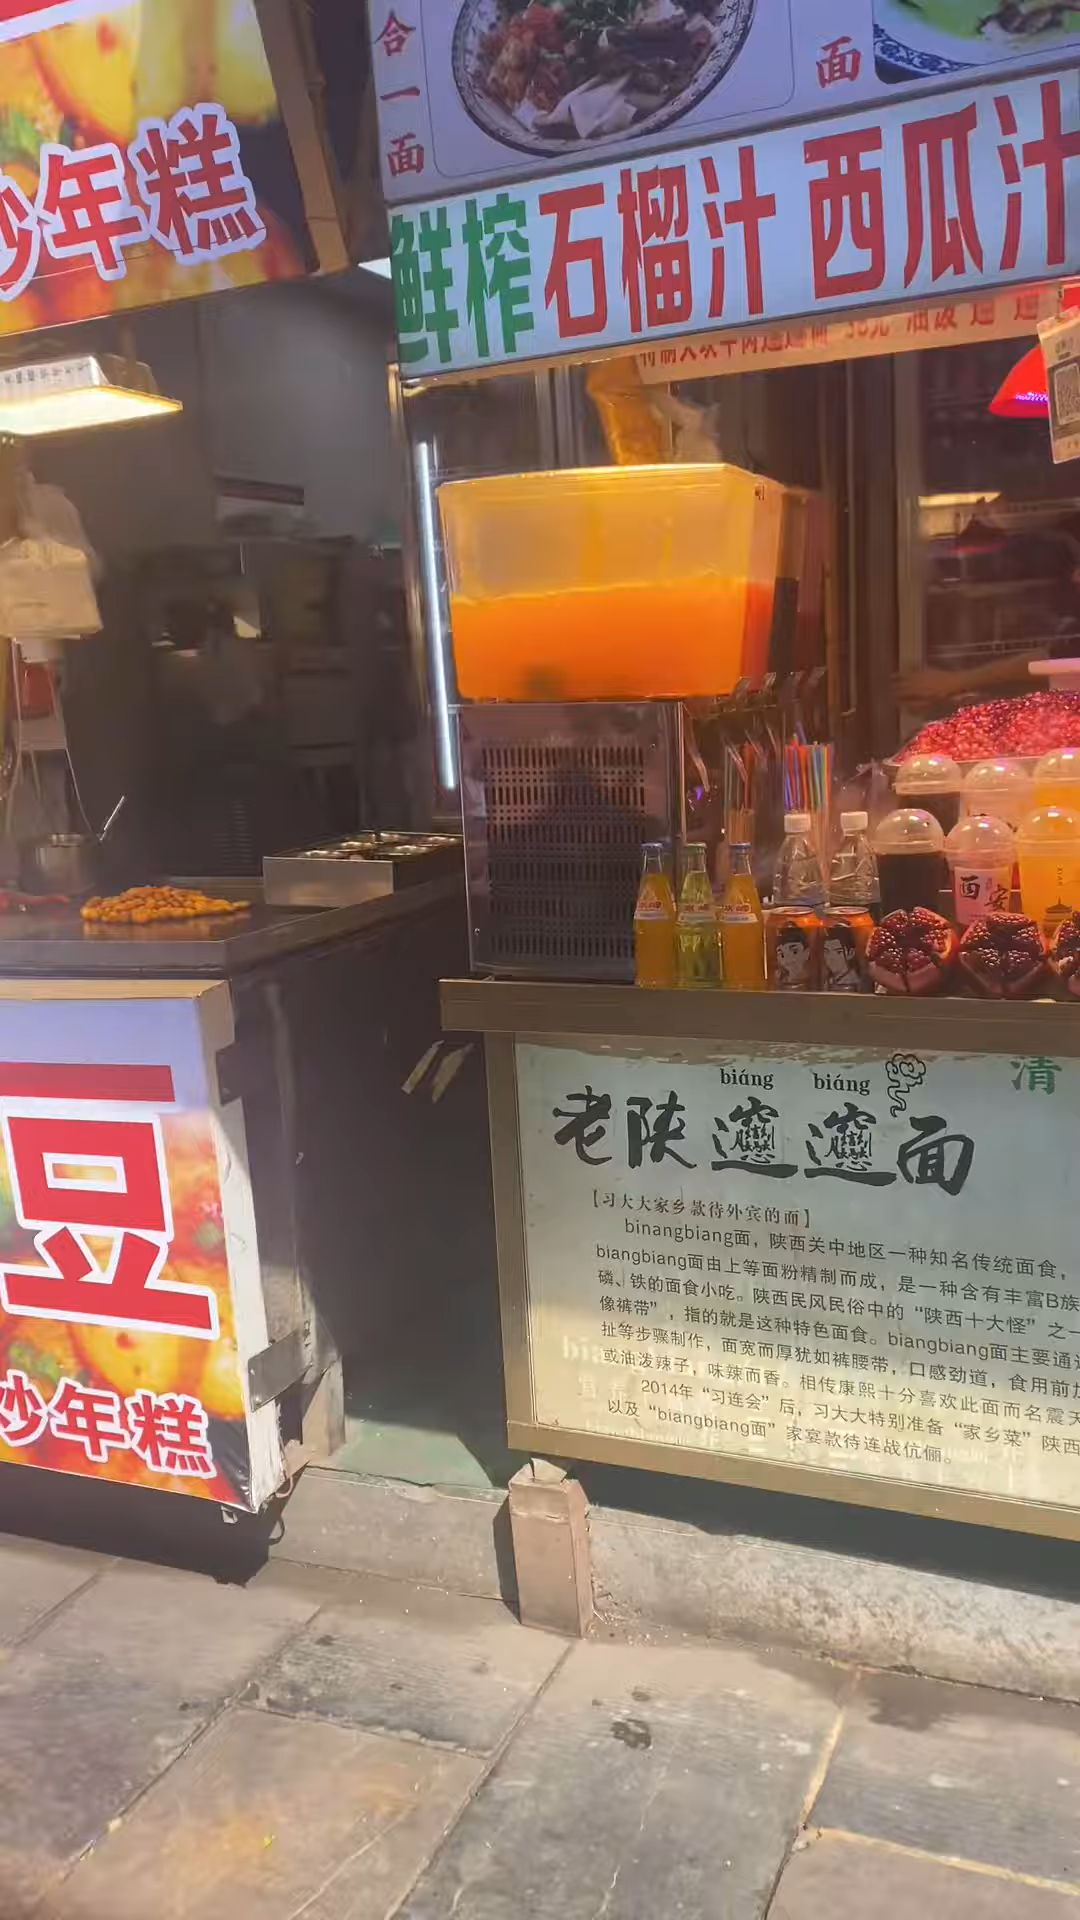 合一面
面
炒年糕
鲜榨石榴汁 西瓜汁
西安
豆
炒年糕
清
biáng biáng
老陕𰻝𰻝面
【习大大家乡款待外宾的面】
binangbiang面，陕西关中地区一种知名传统面食，
biangbiang面由上等面粉精制而成，是一种含有丰富B族
磷、铁的面食小吃。陕西民风民俗中的“陕西十大怪”之一
像裤带”，指的就是这种特色面食。biangbiang面主要通过
扯等步骤制作，面宽而厚犹如裤腰带，口感劲道，食用前加
或油泼辣子，味辣而香。相传康熙十分喜欢此面而名震天
2014年“习连会”后，习大大特别准备“家乡菜”陕西
以及“biangbiang面”家宴款待连战伉俪。